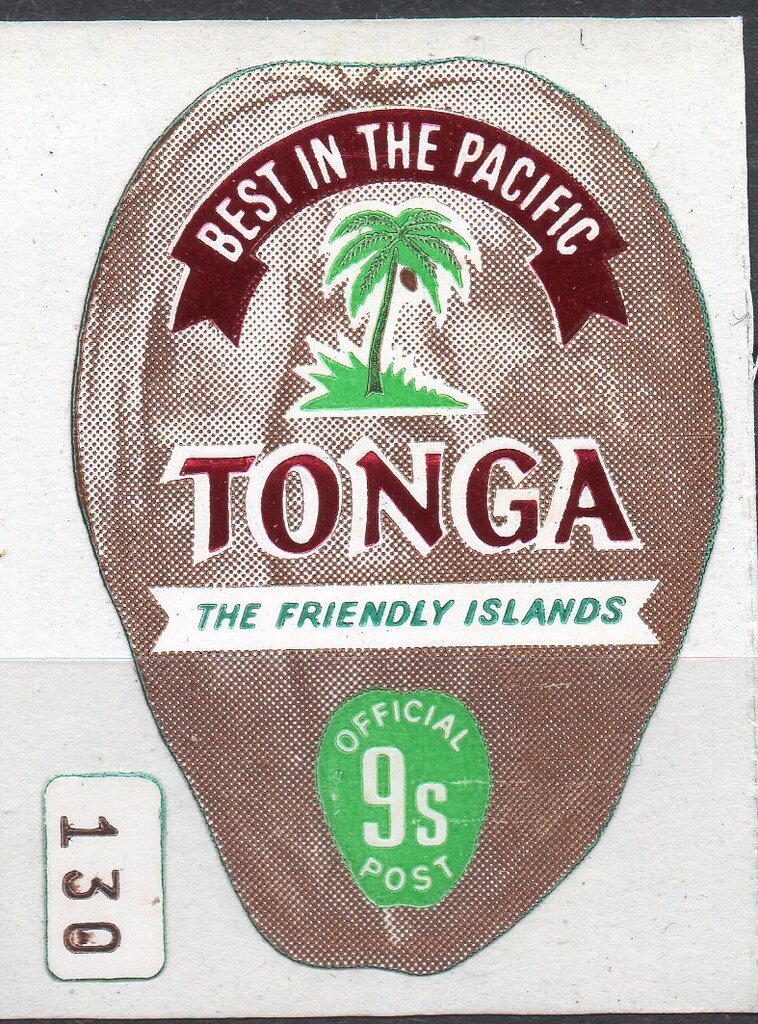 BEST IN THE PACIFIC
TONGA
THE FRIENDLY ISLANDS
OFFICIAL
9s
POST
130